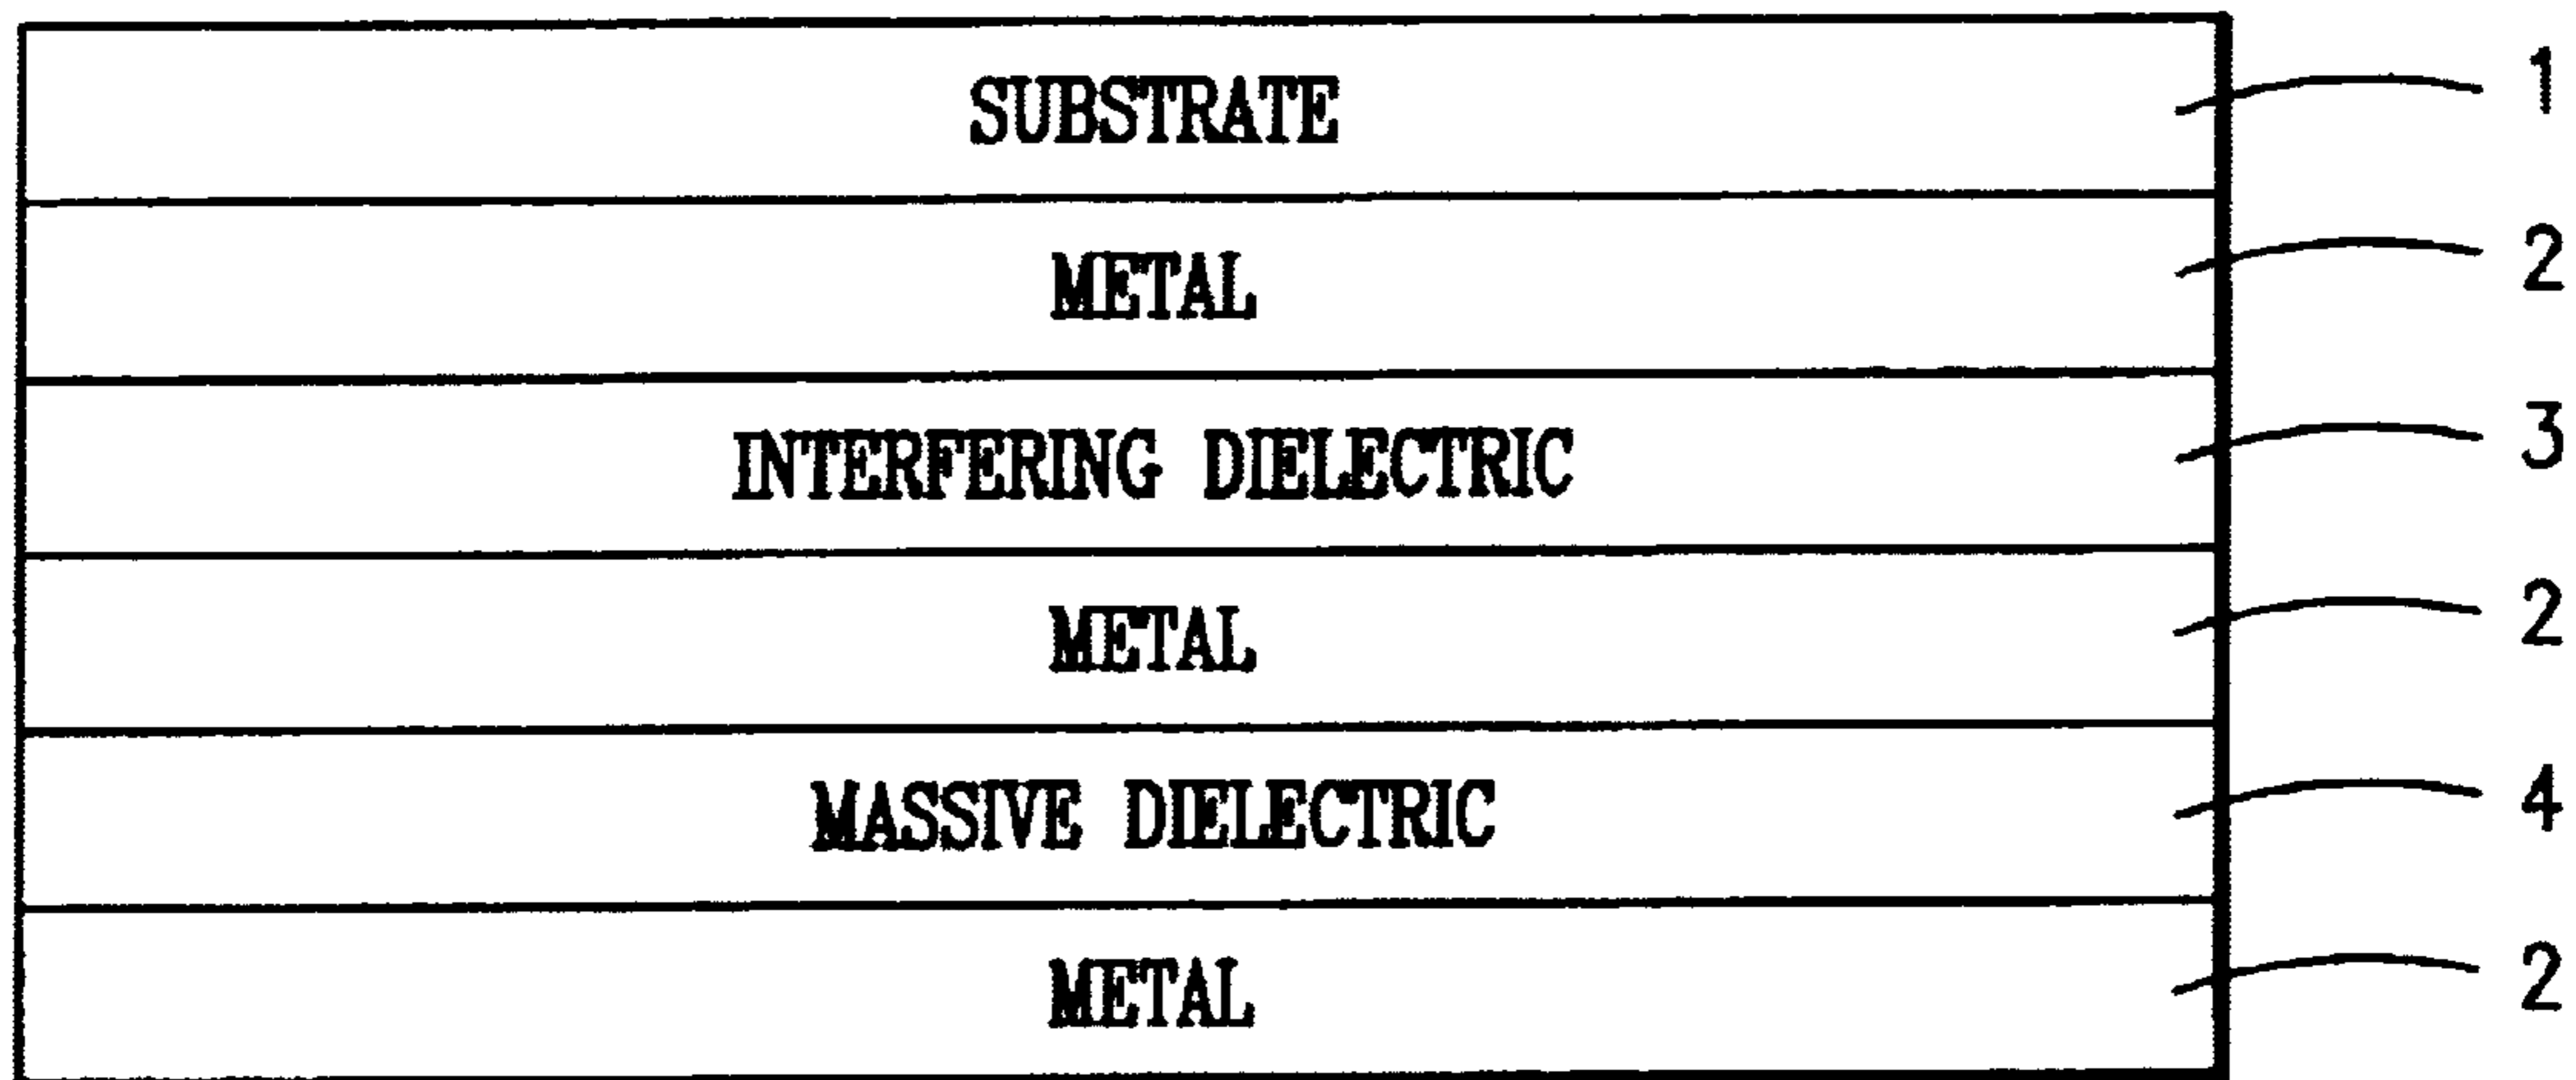 SUBSTRATE 1
METAL 2
INTERFERING DIELECTRIC 3
METAL 2
MASSIVE DIELECTRIC 4
METAL 2